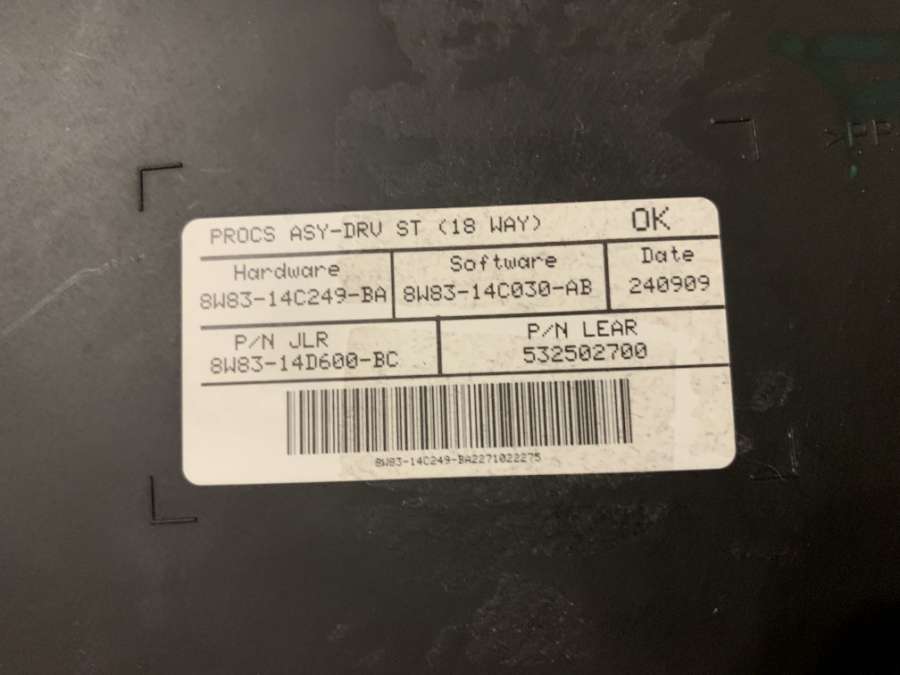 PROCS ASY-DRV ST (18 WAY) OK
Hardware Software Date
8W83-14C249-BA 8W83-14C030-AB 240909
P/N JLR P/N LEAR
8W83-14D600-BC 532502700
8W83-14C249-BA2271022275